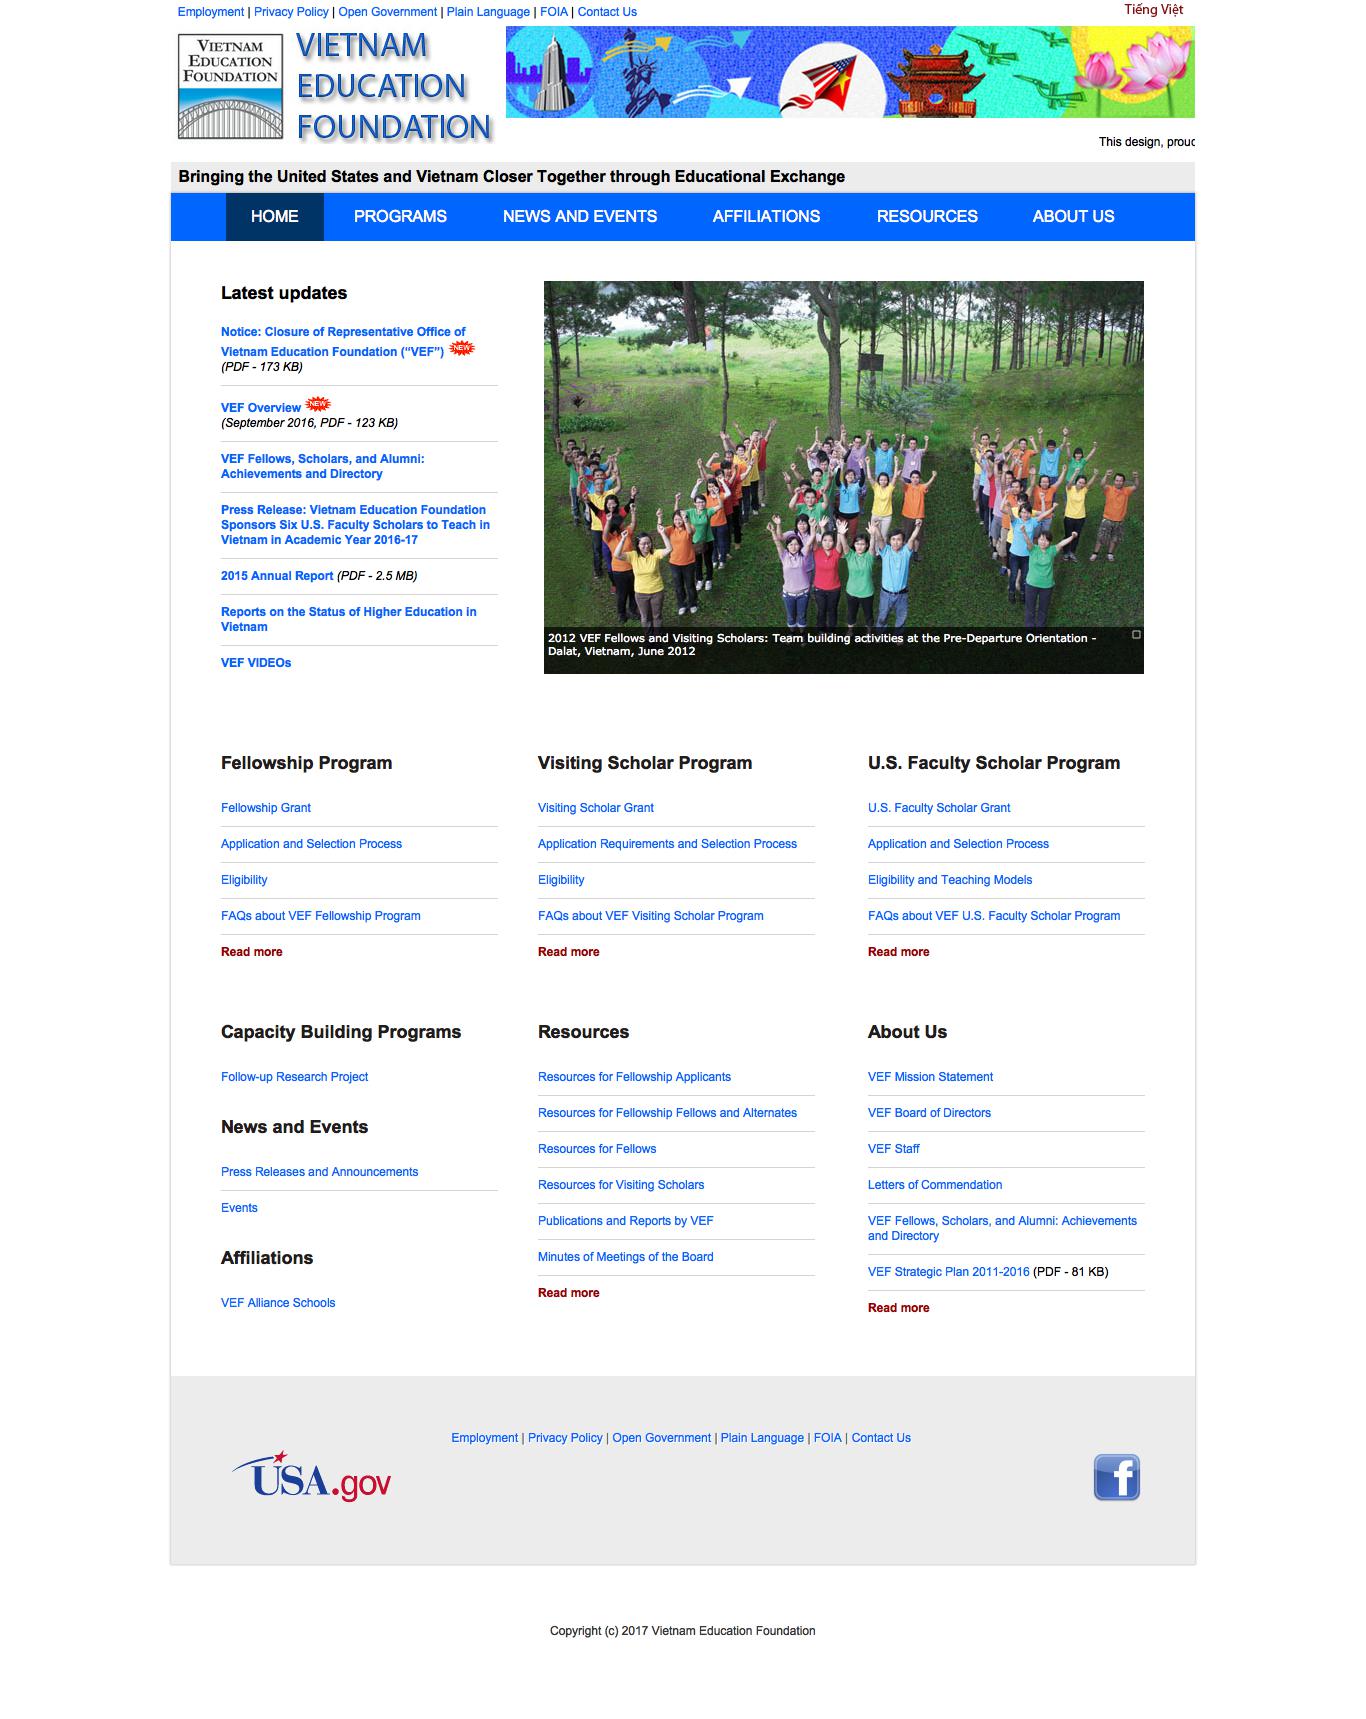 Employment | Privacy Policy | Open Government | Plain Language | FOIA | Contact Us
Tiếng Việt
VIETNAM
EDUCATION
FOUNDATION
VIETNAM
EDUCATION
FOUNDATION
This design, prouc
Bringing the United States and Vietnam Closer Together through Educational Exchange
HOME PROGRAMS NEWS AND EVENTS AFFILIATIONS RESOURCES ABOUT US
Latest updates
Notice: Closure of Representative Office of
Vietnam Education Foundation (“VEF”) NEW
(PDF - 173 KB)
VEF Overview NEW
(September 2016, PDF - 123 KB)
VEF Fellows, Scholars, and Alumni:
Achievements and Directory
Press Release: Vietnam Education Foundation
Sponsors Six U.S. Faculty Scholars to Teach in
Vietnam in Academic Year 2016-17
2015 Annual Report (PDF - 2.5 MB)
Reports on the Status of Higher Education in
Vietnam
VEF VIDEOs
2012 VEF Fellows and Visiting Scholars: Team building activities at the Pre-Departure Orientation -
Dalat, Vietnam, June 2012
Fellowship Program
Fellowship Grant
Application and Selection Process
Eligibility
FAQs about VEF Fellowship Program
Read more
Visiting Scholar Program
Visiting Scholar Grant
Application Requirements and Selection Process
Eligibility
FAQs about VEF Visiting Scholar Program
Read more
U.S. Faculty Scholar Program
U.S. Faculty Scholar Grant
Application and Selection Process
Eligibility and Teaching Models
FAQs about VEF U.S. Faculty Scholar Program
Read more
Capacity Building Programs
Follow-up Research Project
News and Events
Press Releases and Announcements
Events
Affiliations
VEF Alliance Schools
Resources
Resources for Fellowship Applicants
Resources for Fellowship Fellows and Alternates
Resources for Fellows
Resources for Visiting Scholars
Publications and Reports by VEF
Minutes of Meetings of the Board
Read more
About Us
VEF Mission Statement
VEF Board of Directors
VEF Staff
Letters of Commendation
VEF Fellows, Scholars, and Alumni: Achievements
and Directory
VEF Strategic Plan 2011-2016 (PDF - 81 KB)
Read more
Employment | Privacy Policy | Open Government | Plain Language | FOIA | Contact Us
USA.gov
f
Copyright (c) 2017 Vietnam Education Foundation